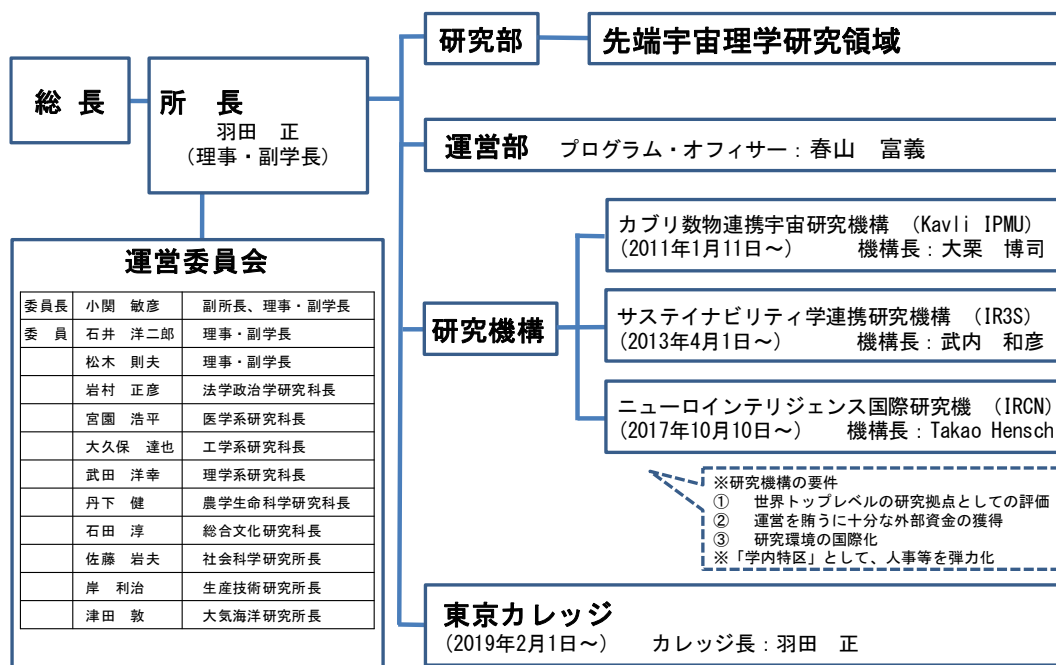 総 長
所 長
羽田 正
(理事・副学長)
運営委員会
委員長 小関 敏彦 副所長、理事・副学長
委 員 石井 洋二郎 理事・副学長
松木 則夫 理事・副学長
岩村 正彦 法学政治学研究科長
宮園 浩平 医学系研究科長
大久保 達也 工学系研究科長
武田 洋幸 理学系研究科長
丹下 健 農学生命科学研究科長
石田 淳 総合文化研究科長
佐藤 岩夫 社会科学研究所長
岸 利治 生産技術研究所長
津田 敦 大気海洋研究所長
研究部
先端宇宙理学研究領域
運営部 プログラム・オフィサー：春山 富義
研究機構
カブリ数物連携宇宙研究機構 (Kavli IPMU)
(2011年1月11日～) 機構長：大栗 博司
サステイナビリティ学連携研究機構 (IR3S)
(2013年4月1日～) 機構長：武内 和彦
ニューロインテリジェンス国際研究機 (IRCN)
(2017年10月10日～) 機構長：Takao Hensch
※研究機構の要件
① 世界トップレベルの研究拠点としての評価
② 運営を賄うに十分な外部資金の獲得
③ 研究環境の国際化
※「学内特区」として、人事等を弾力化
東京カレッジ
(2019年2月1日～) カレッジ長：羽田 正